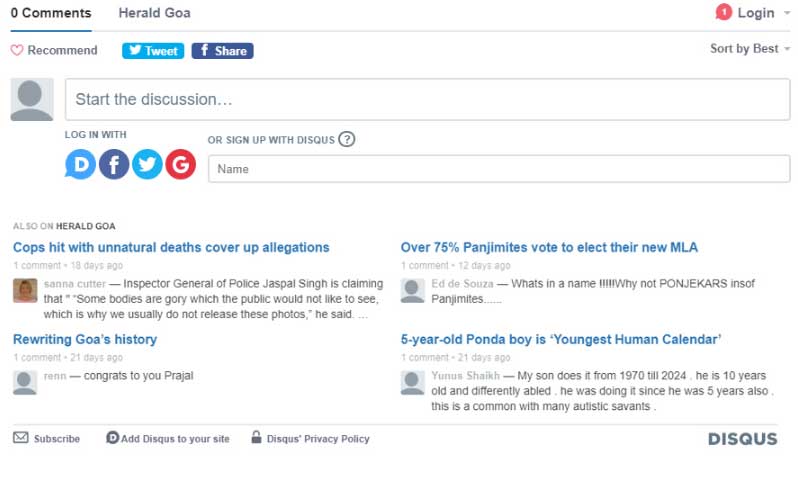 0 Comments Herald Goa 1 Login
Recommend Tweet f Share Sort by Best
Start the discussion…
LOG IN WITH
OR SIGN UP WITH DISQUS ?
D f G
Name
ALSO ON HERALD GOA
Cops hit with unnatural deaths cover up allegations
1 comment • 18 days ago
sanna cutter — Inspector General of Police Jaspal Singh is claiming
that " “Some bodies are gory which the public would not like to see,
which is why we usually do not release these photos,” he said. ...
Over 75% Panjimites vote to elect their new MLA
1 comment • 12 days ago
Ed de Souza — Whats in a name !!!!!Why not PONJEKARS insof
Panjimites......
Rewriting Goa’s history
1 comment • 21 days ago
renn — congrats to you Prajal
5-year-old Ponda boy is ‘Youngest Human Calendar’
1 comment • 21 days ago
Yunus Shaikh — My son does it from 1970 till 2024 . he is 10 years
old and differently abled . he was doing it since he was 5 years also .
this is a common with many autistic savants .
Subscribe D Add Disqus to your site Disqus' Privacy Policy DISQUS